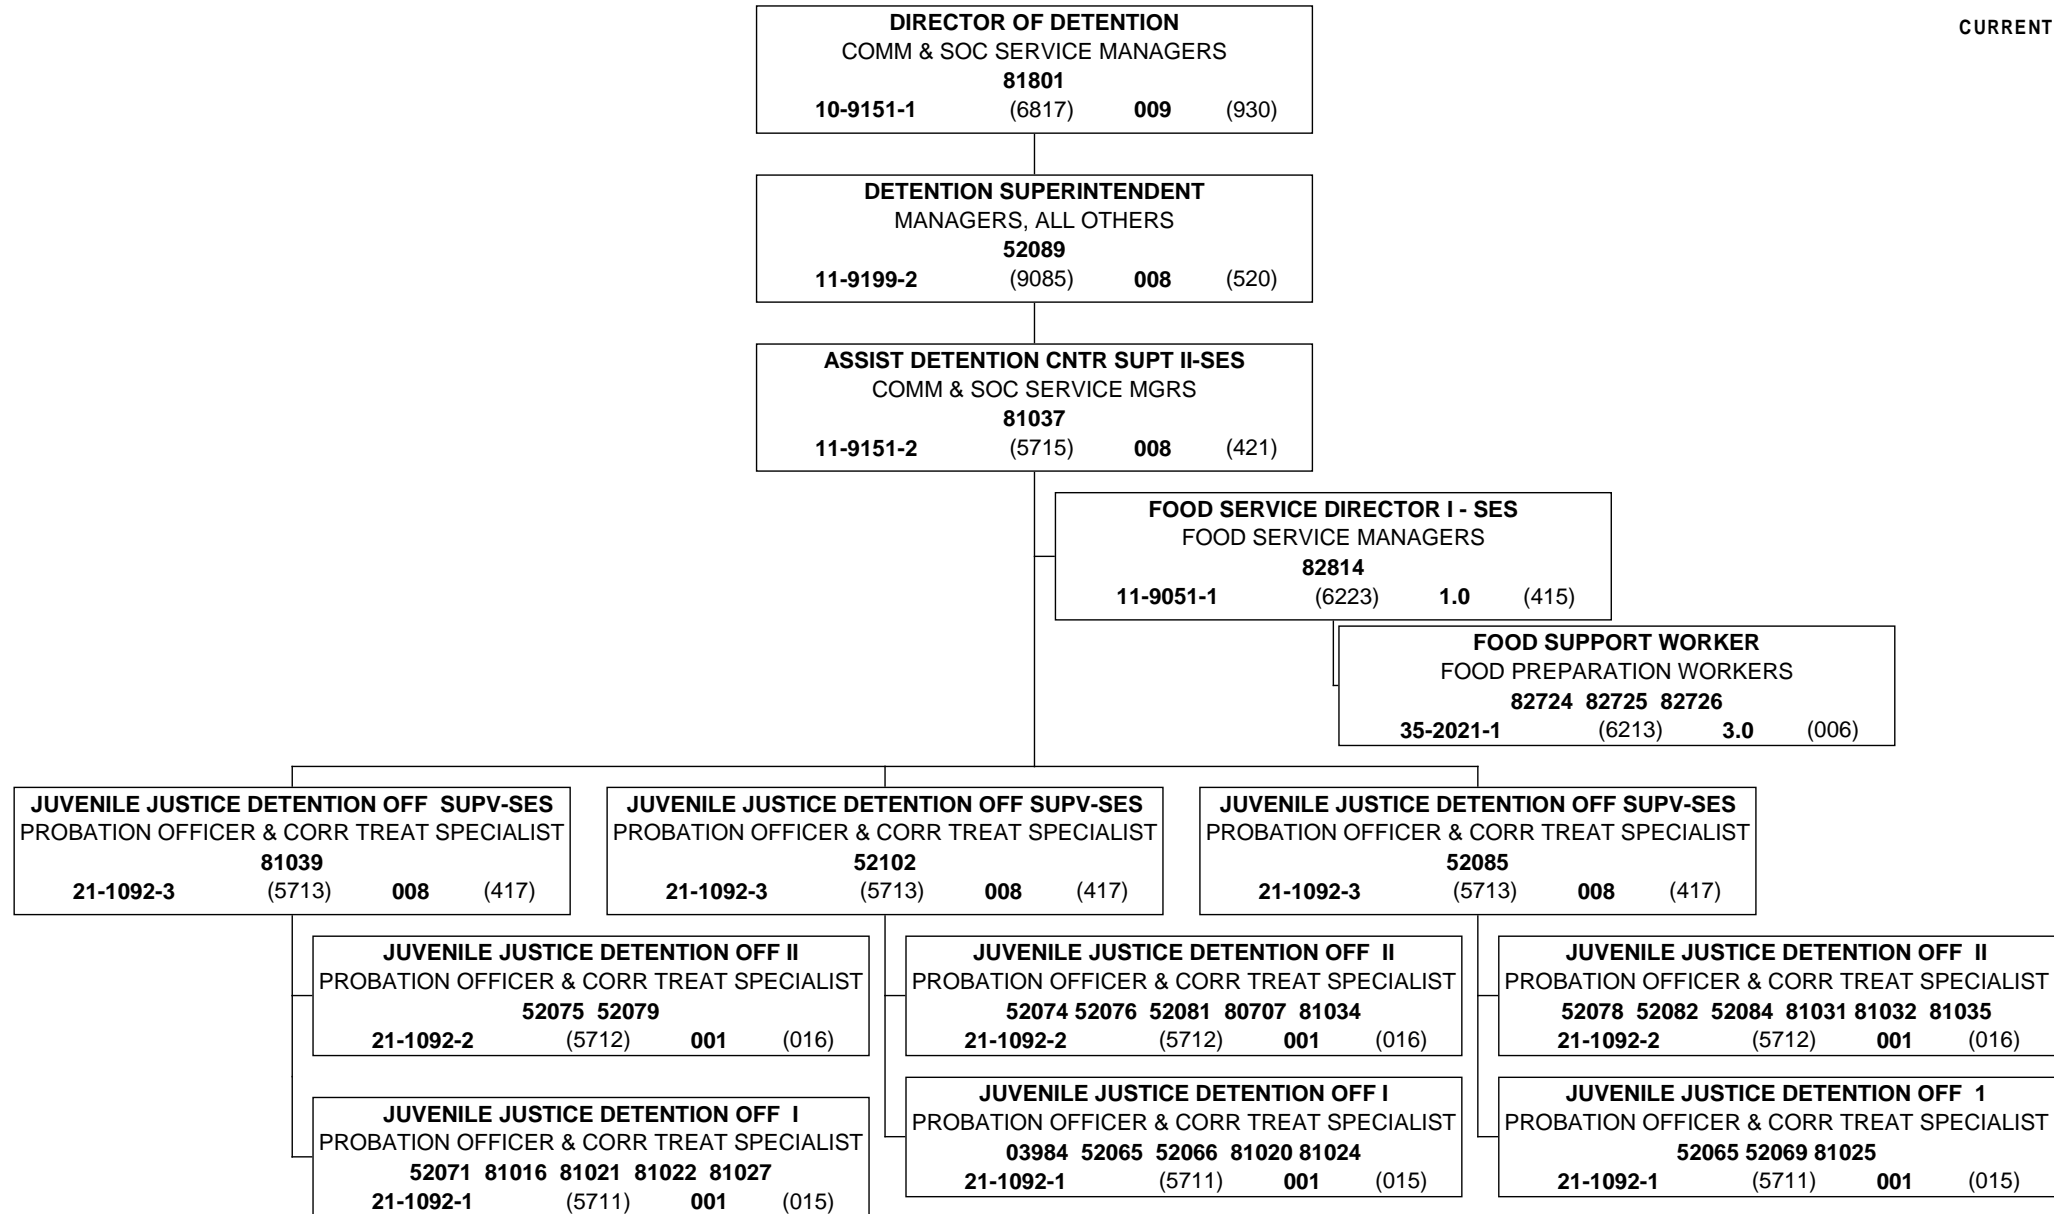 CURRENT
DIRECTOR OF DETENTION
COMM & SOC SERVICE MANAGERS
81801
10-9151-1 (6817) 009 (930)
DETENTION SUPERINTENDENT
MANAGERS, ALL OTHERS
52089
11-9199-2 (9085) 008 (520)
ASSIST DETENTION CNTR SUPT II-SES
COMM & SOC SERVICE MGRS
81037
11-9151-2 (5715) 008 (421)
FOOD SERVICE DIRECTOR I - SES
FOOD SERVICE MANAGERS
82814
11-9051-1 (6223) 1.0 (415)
FOOD SUPPORT WORKER
FOOD PREPARATION WORKERS
82724 82725 82726
35-2021-1 (6213) 3.0 (006)
JUVENILE JUSTICE DETENTION OFF SUPV-SES
PROBATION OFFICER & CORR TREAT SPECIALIST
81039
21-1092-3 (5713) 008 (417)
JUVENILE JUSTICE DETENTION OFF II
PROBATION OFFICER & CORR TREAT SPECIALIST
52075 52079
21-1092-2 (5712) 001 (016)
JUVENILE JUSTICE DETENTION OFF I
PROBATION OFFICER & CORR TREAT SPECIALIST
52071 81016 81021 81022 81027
21-1092-1 (5711) 001 (015)
JUVENILE JUSTICE DETENTION OFF SUPV-SES
PROBATION OFFICER & CORR TREAT SPECIALIST
52102
21-1092-3 (5713) 008 (417)
JUVENILE JUSTICE DETENTION OFF II
PROBATION OFFICER & CORR TREAT SPECIALIST
52074 52076 52081 80707 81034
21-1092-2 (5712) 001 (016)
JUVENILE JUSTICE DETENTION OFF I
PROBATION OFFICER & CORR TREAT SPECIALIST
03984 52065 52066 81020 81024
21-1092-1 (5711) 001 (015)
JUVENILE JUSTICE DETENTION OFF SUPV-SES
PROBATION OFFICER & CORR TREAT SPECIALIST
52085
21-1092-3 (5713) 008 (417)
JUVENILE JUSTICE DETENTION OFF II
PROBATION OFFICER & CORR TREAT SPECIALIST
52078 52082 52084 81031 81032 81035
21-1092-2 (5712) 001 (016)
JUVENILE JUSTICE DETENTION OFF 1
PROBATION OFFICER & CORR TREAT SPECIALIST
52065 52069 81025
21-1092-1 (5711) 001 (015)